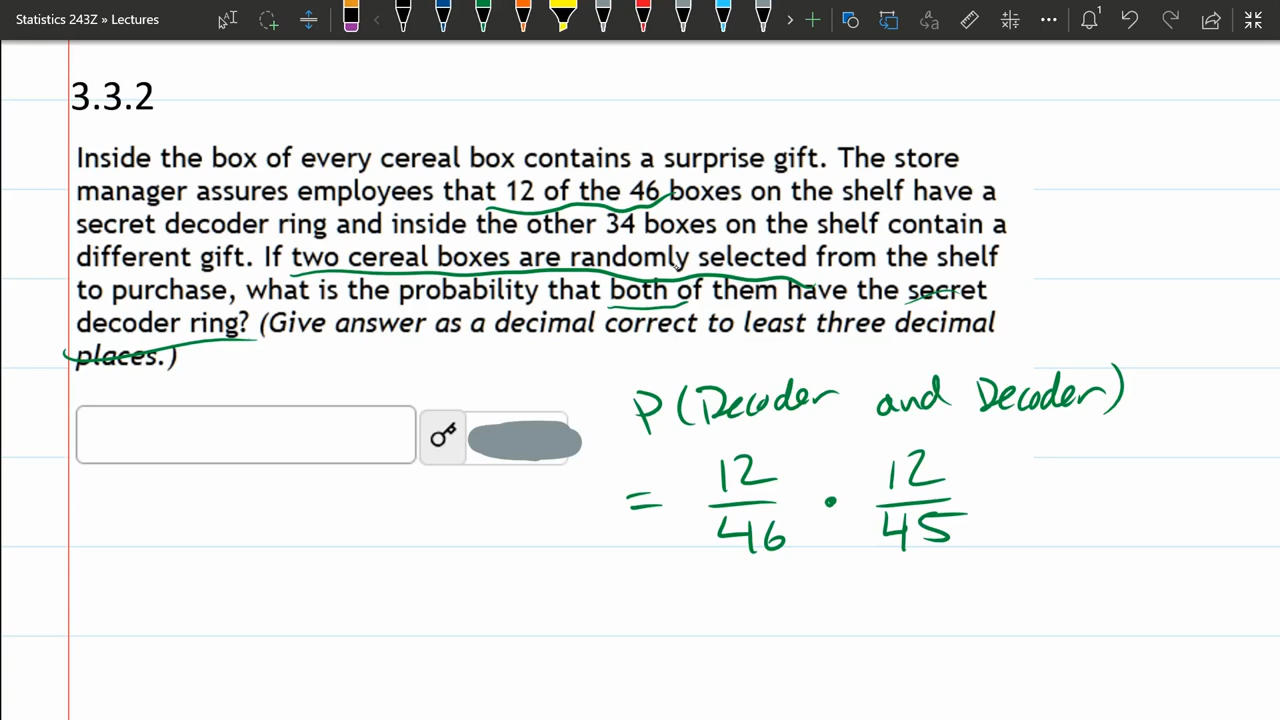 Statistics 243Z » Lectures
3.3.2
Inside the box of every cereal box contains a surprise gift. The store
manager assures employees that 12 of the 46 boxes on the shelf have a
secret decoder ring and inside the other 34 boxes on the shelf contain a
different gift. If two cereal boxes are randomly selected from the shelf
to purchase, what is the probability that both of them have the secret
decoder ring? (Give answer as a decimal correct to least three decimal
places.)
P(Decoder and Decoder)
= 12/46 · 12/45